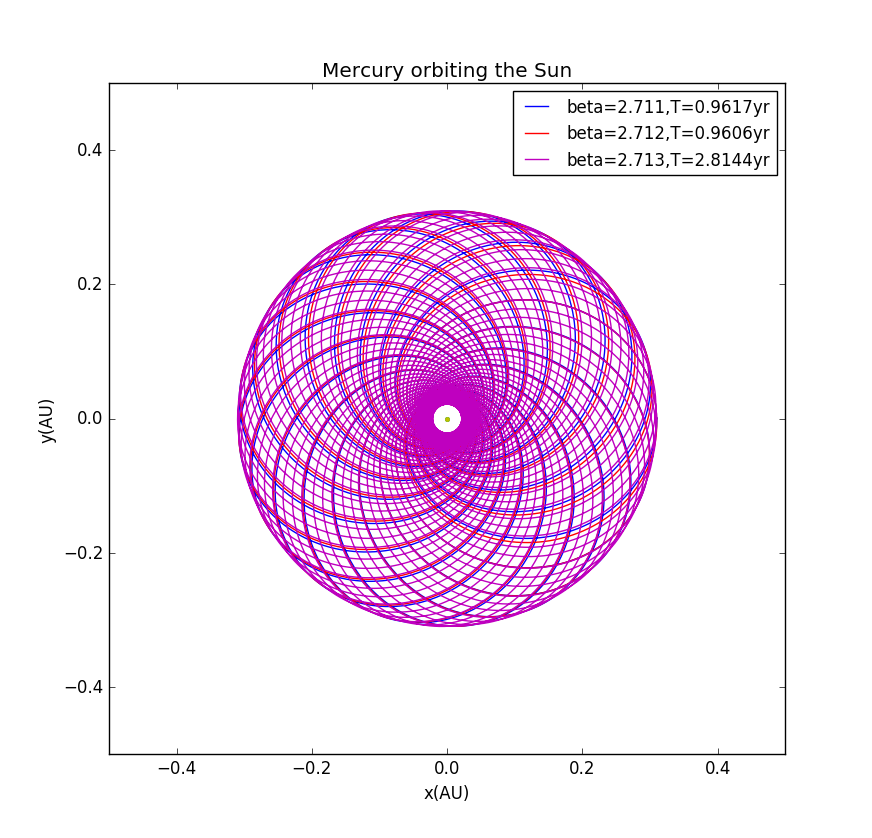 Mercury orbiting the Sun
beta=2.711,T=0.9617yr
beta=2.712,T=0.9606yr
beta=2.713,T=2.8144yr
0.4
0.2
0.0
−0.2
−0.4
y(AU)
−0.4 −0.2 0.0 0.2 0.4
x(AU)